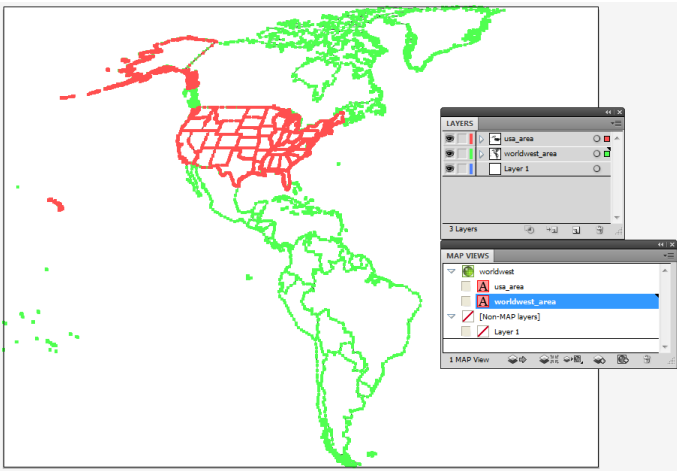 LAYERS
usa_area
worldwest_area
Layer 1
3 Layers
MAP VIEWS
worldwest
A usa_area
A worldwest_area
[Non-MAP layers]
Layer 1
1 MAP View